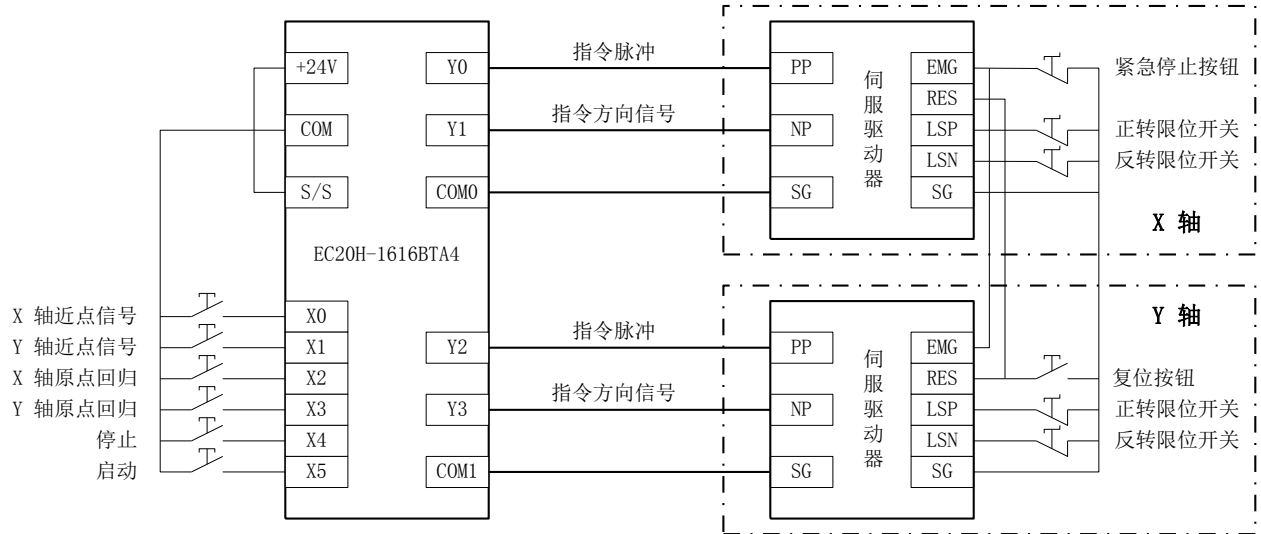 +24V
COM
S/S
Y0
Y1
COM0
EC20H-1616BTA4
指令脉冲
指令方向信号
PP
NP
SG
伺服驱动器
EMG
RES
LSP
LSN
SG
紧急停止按钮
正转限位开关
反转限位开关
X 轴
X 轴近点信号
Y 轴近点信号
X 轴原点回归
Y 轴原点回归
停止
启动
X0
X1
X2
X3
X4
X5
Y2
Y3
COM1
指令脉冲
指令方向信号
PP
NP
SG
伺服驱动器
EMG
RES
LSP
LSN
SG
Y 轴
复位按钮
正转限位开关
反转限位开关